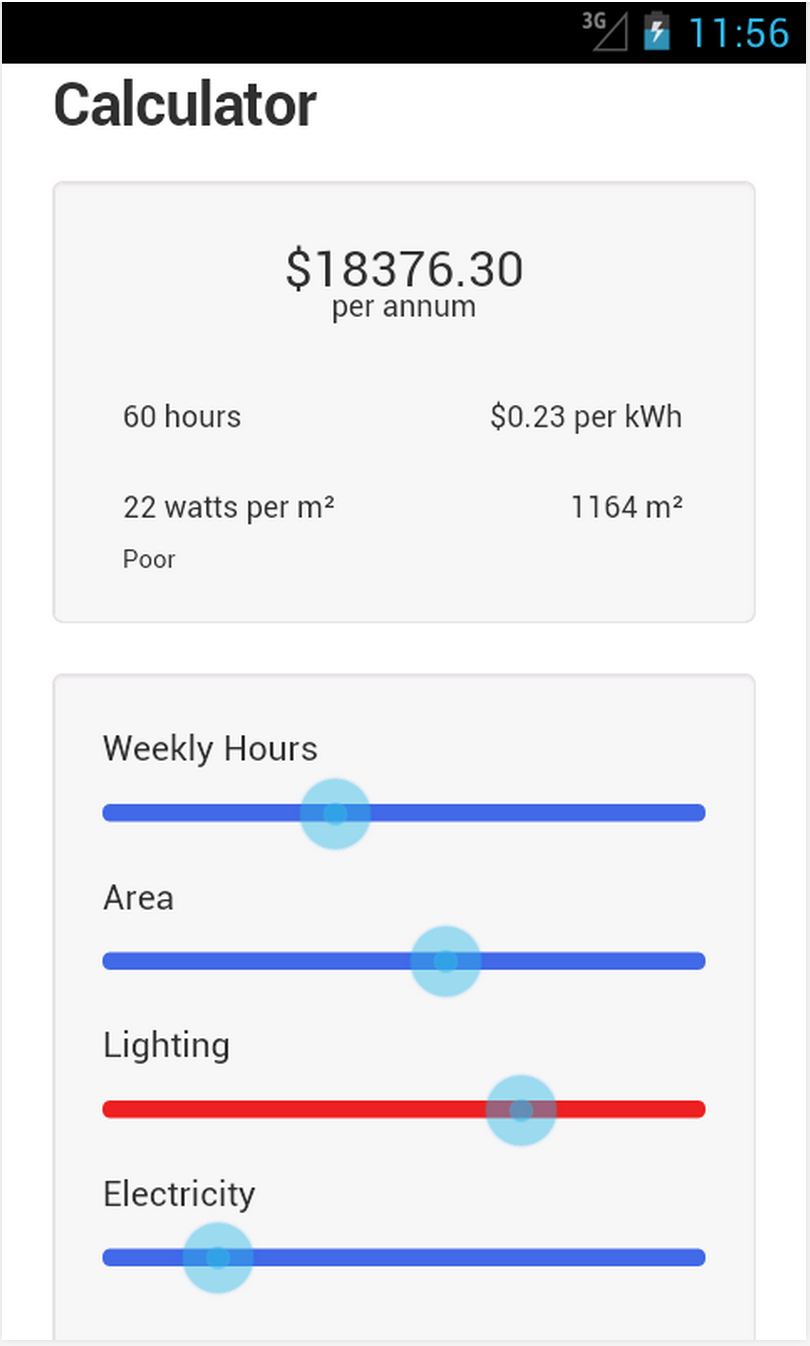 3G 11:56
Calculator
$18376.30
per annum
60 hours $0.23 per kWh
22 watts per m² 1164 m²
Poor
Weekly Hours
Area
Lighting
Electricity